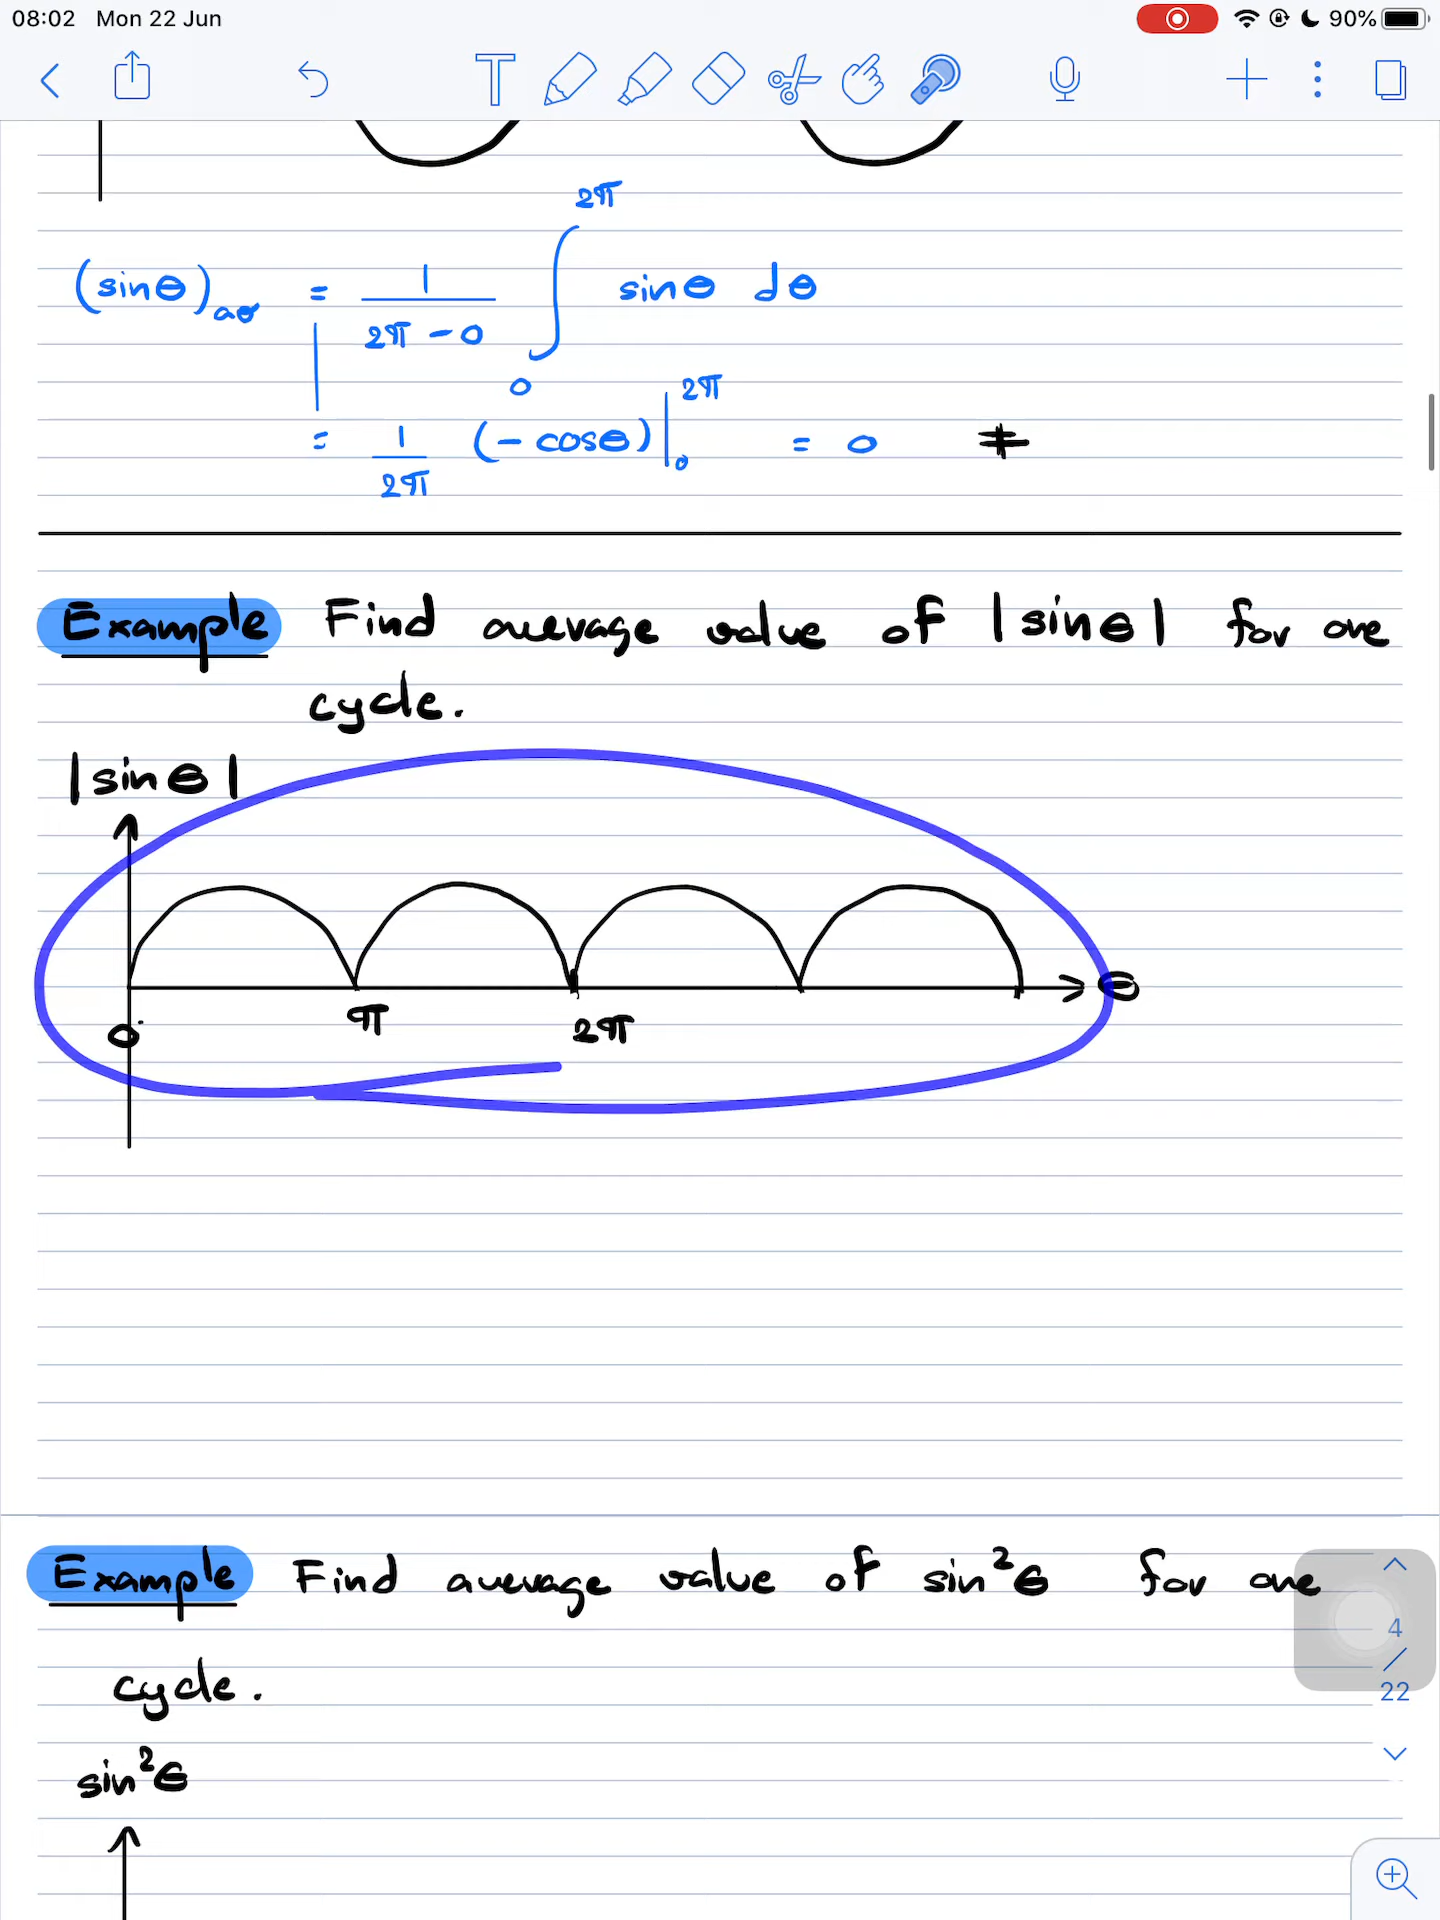 08:02 Mon 22 Jun 90%
T
2π
(sinθ)av = 1/(2π - 0) ∫ sinθ dθ
0
= 1/2π (- cosθ)|₀^2π = 0 #
Example Find average value of |sinθ| for one
cycle.
|sinθ|
θ
0 π 2π
Example Find average value of sin²θ for one
cycle.
4
/
22
sin²θ